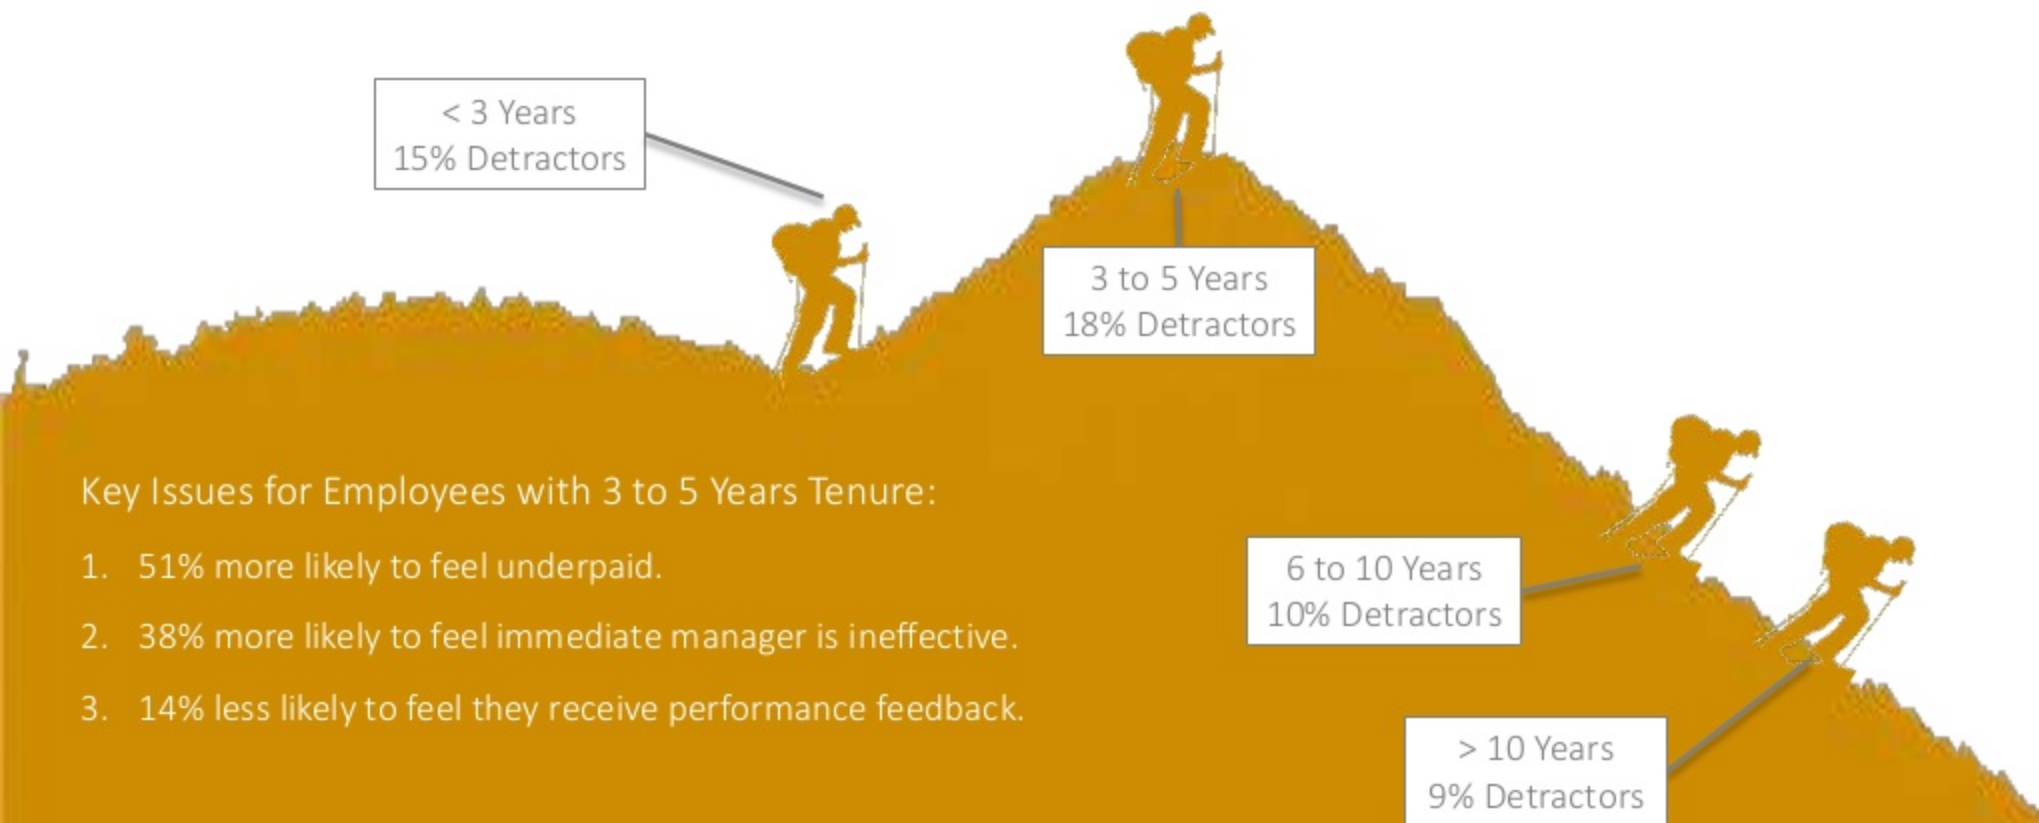 < 3 Years
15% Detractors
3 to 5 Years
18% Detractors
Key Issues for Employees with 3 to 5 Years Tenure:
1. 51% more likely to feel underpaid.
2. 38% more likely to feel immediate manager is ineffective.
3. 14% less likely to feel they receive performance feedback.
6 to 10 Years
10% Detractors
> 10 Years
9% Detractors